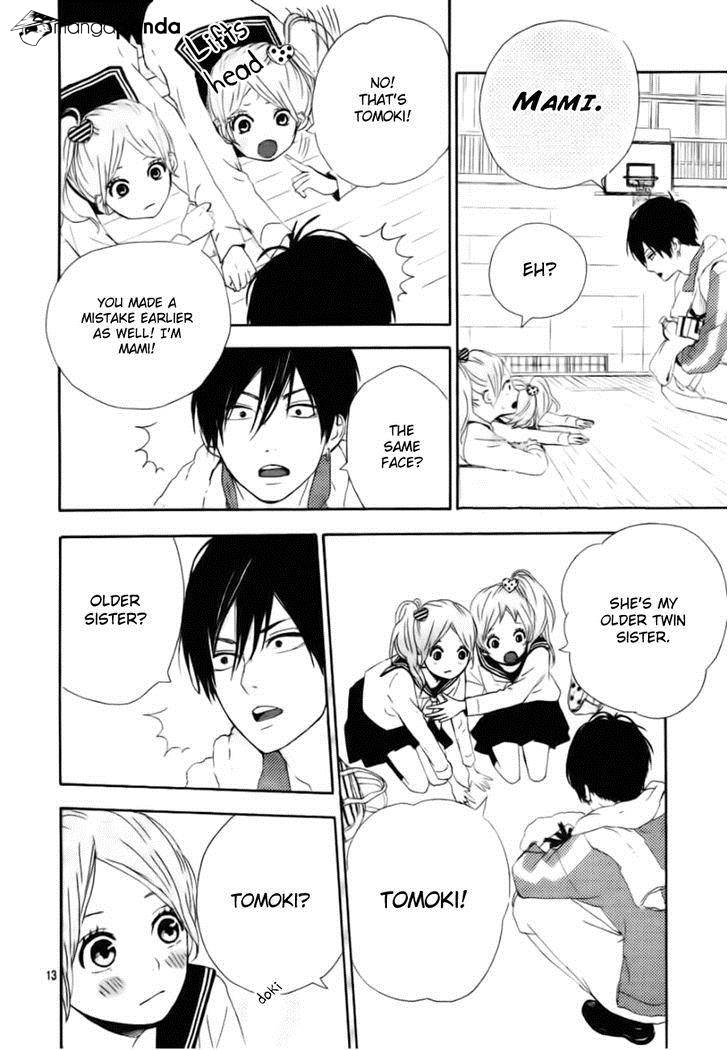 MAMI.
EH?
Lifts
head
NO!
THAT'S
TOMOKI!
YOU MADE A
MISTAKE EARLIER
AS WELL! I'M
MAMI!
THE
SAME
FACE?
SHE'S MY
OLDER TWIN
SISTER.
OLDER
SISTER?
TOMOKI!
TOMOKI?
doki
13